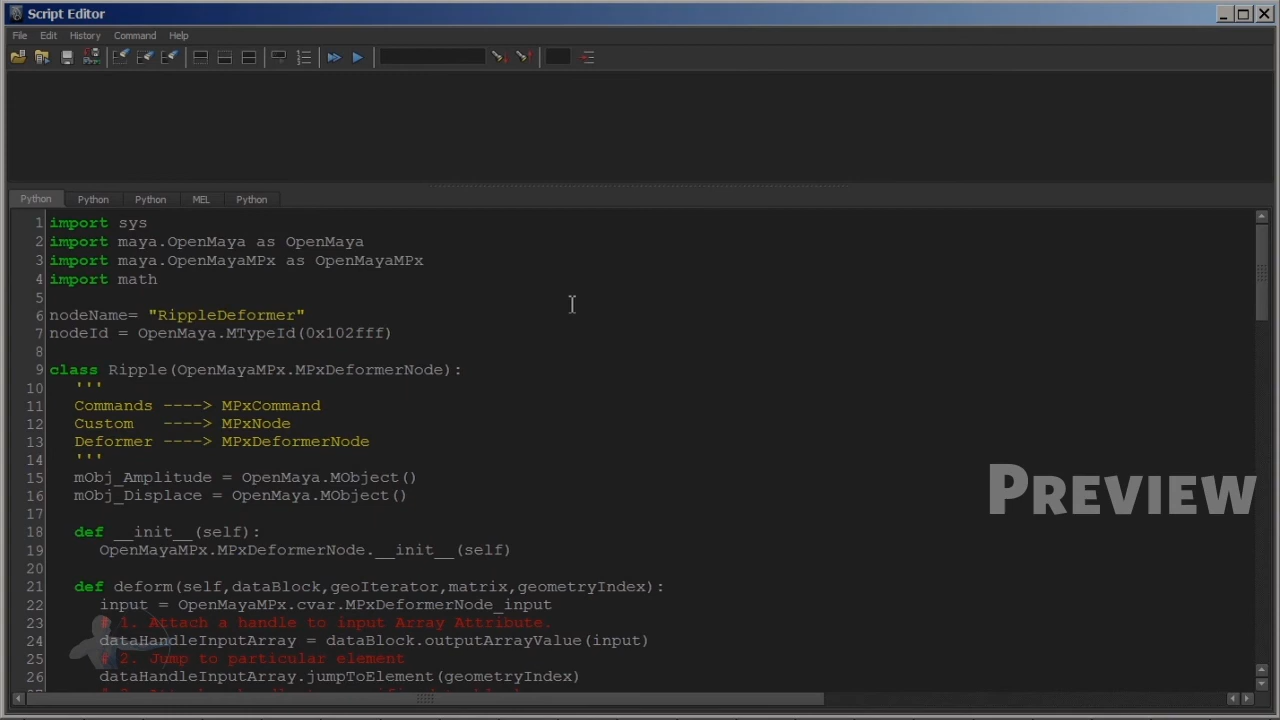 Script Editor
File Edit History Command Help
Python Python Python MEL Python
1 import sys
2 import maya.OpenMaya as OpenMaya
3 import maya.OpenMayaMPx as OpenMayaMPx
4 import math
5
6 nodeName= "RippleDeformer"
7 nodeId = OpenMaya.MTypeId(0x102fff)
8
9 class Ripple(OpenMayaMPx.MPxDeformerNode):
10 '''
11 Commands ----> MPxCommand
12 Custom ----> MPxNode
13 Deformer ----> MPxDeformerNode
14 '''
15 mObj_Amplitude = OpenMaya.MObject()
16 mObj_Displace = OpenMaya.MObject()
17
18 def __init__(self):
19 OpenMayaMPx.MPxDeformerNode.__init__(self)
20
21 def deform(self,dataBlock,geoIterator,matrix,geometryIndex):
22 input = OpenMayaMPx.cvar.MPxDeformerNode_input
23 # 1. Attach a handle to input Array Attribute.
24 dataHandleInputArray = dataBlock.outputArrayValue(input)
25 # 2. Jump to particular element
26 dataHandleInputArray.jumpToElement(geometryIndex)
PREVIEW